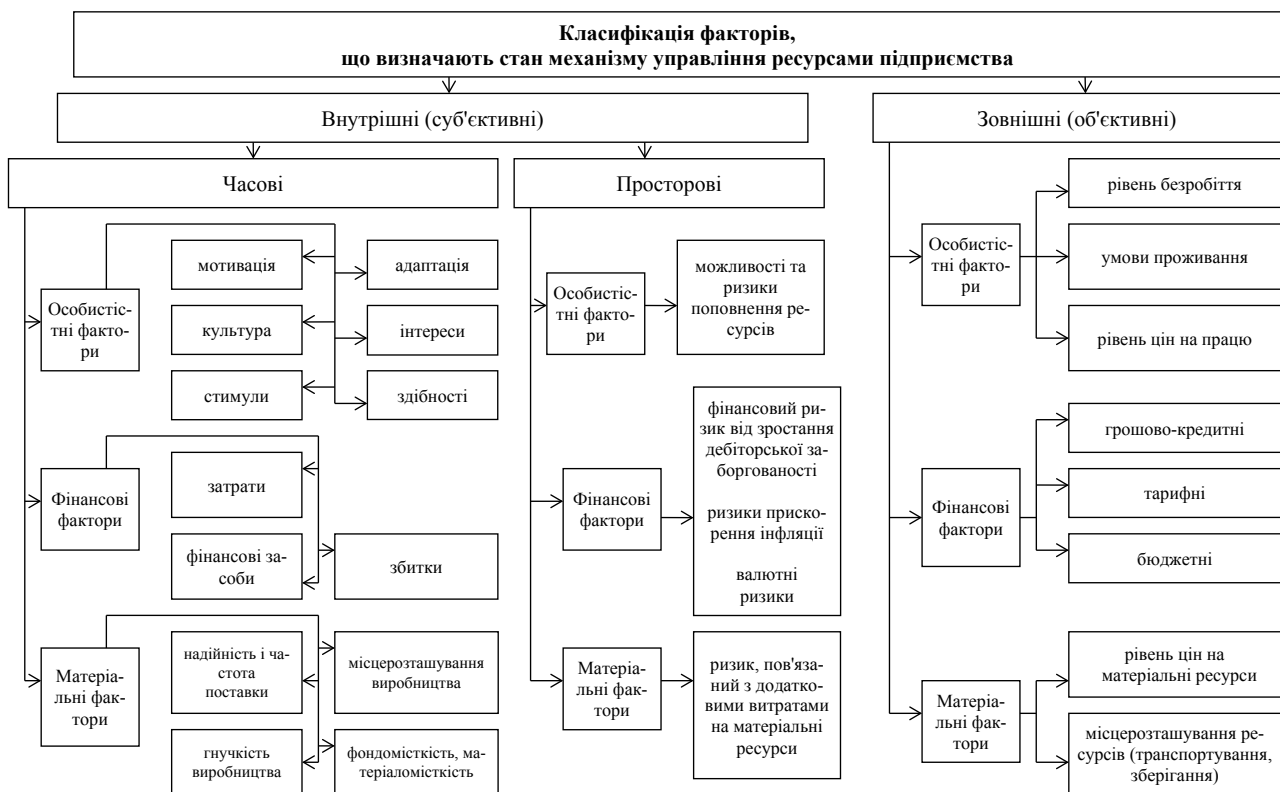 Класифікація факторів,
що визначають стан механізму управління ресурсами підприємства
Внутрішні (суб'єктивні)
Зовнішні (об'єктивні)
Часові
Просторові
Особистіс-
тні факто-
ри
мотивація
адаптація
культура
інтереси
стимули
здібності
Фінансові
фактори
затрати
фінансові за-
соби
збитки
Матеріа-
льні фак-
тори
надійність і ча-
стота
поставки
місцерозташування
виробництва
гнучкість
виробництва
фондомісткість, ма-
теріаломісткість
Особистіс-
тні факто-
ри
можливості та
ризики
поповнення ре-
сурсів
Фінансові
фактори
фінансовий ри-
зик від зростання
дебіторської за-
боргованості
ризики приско-
рення інфляції
валютні
ризики
Матеріа-
льні фак-
тори
ризик, пов'яза-
ний з додатко-
вими витратами
на матеріальні
ресурси
Особистіс-
тні факто-
ри
рівень безробіття
умови проживання
рівень цін на працю
Фінансові
фактори
грошово-кредитні
тарифні
бюджетні
Матеріа-
льні фак-
тори
рівень цін на
матеріальні ресурси
місцерозташування ре-
сурсів (транспортування,
зберігання)